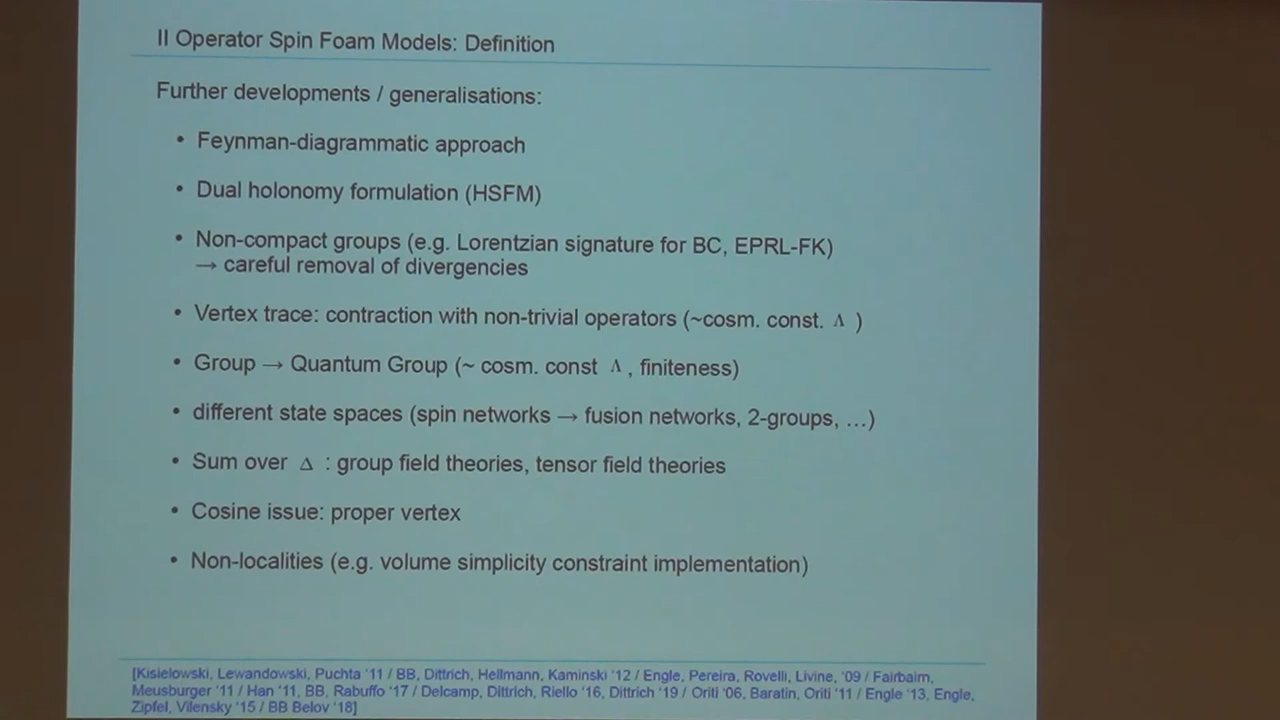 II Operator Spin Foam Models: Definition
Further developments / generalisations:
• Feynman-diagrammatic approach
• Dual holonomy formulation (HSFM)
• Non-compact groups (e.g. Lorentzian signature for BC, EPRL-FK)
→ careful removal of divergencies
• Vertex trace: contraction with non-trivial operators (~cosm. const. Λ )
• Group → Quantum Group (~ cosm. const Λ , finiteness)
• different state spaces (spin networks → fusion networks, 2-groups, …)
• Sum over Δ : group field theories, tensor field theories
• Cosine issue: proper vertex
• Non-localities (e.g. volume simplicity constraint implementation)
[Kisielowski, Lewandowski, Puchta ‘11 / BB, Dittrich, Hellmann, Kaminski ‘12 / Engle, Pereira, Rovelli, Livine, ‘09 / Fairbairn,
Meusburger ‘11 / Han ‘11, BB, Rabuffo ‘17 / Delcamp, Dittrich, Riello ‘16, Dittrich ‘19 / Oriti ‘06, Baratin, Oriti ‘11 / Engle ‘13, Engle,
Zipfel, Vilensky ‘15 / BB Belov ‘18]